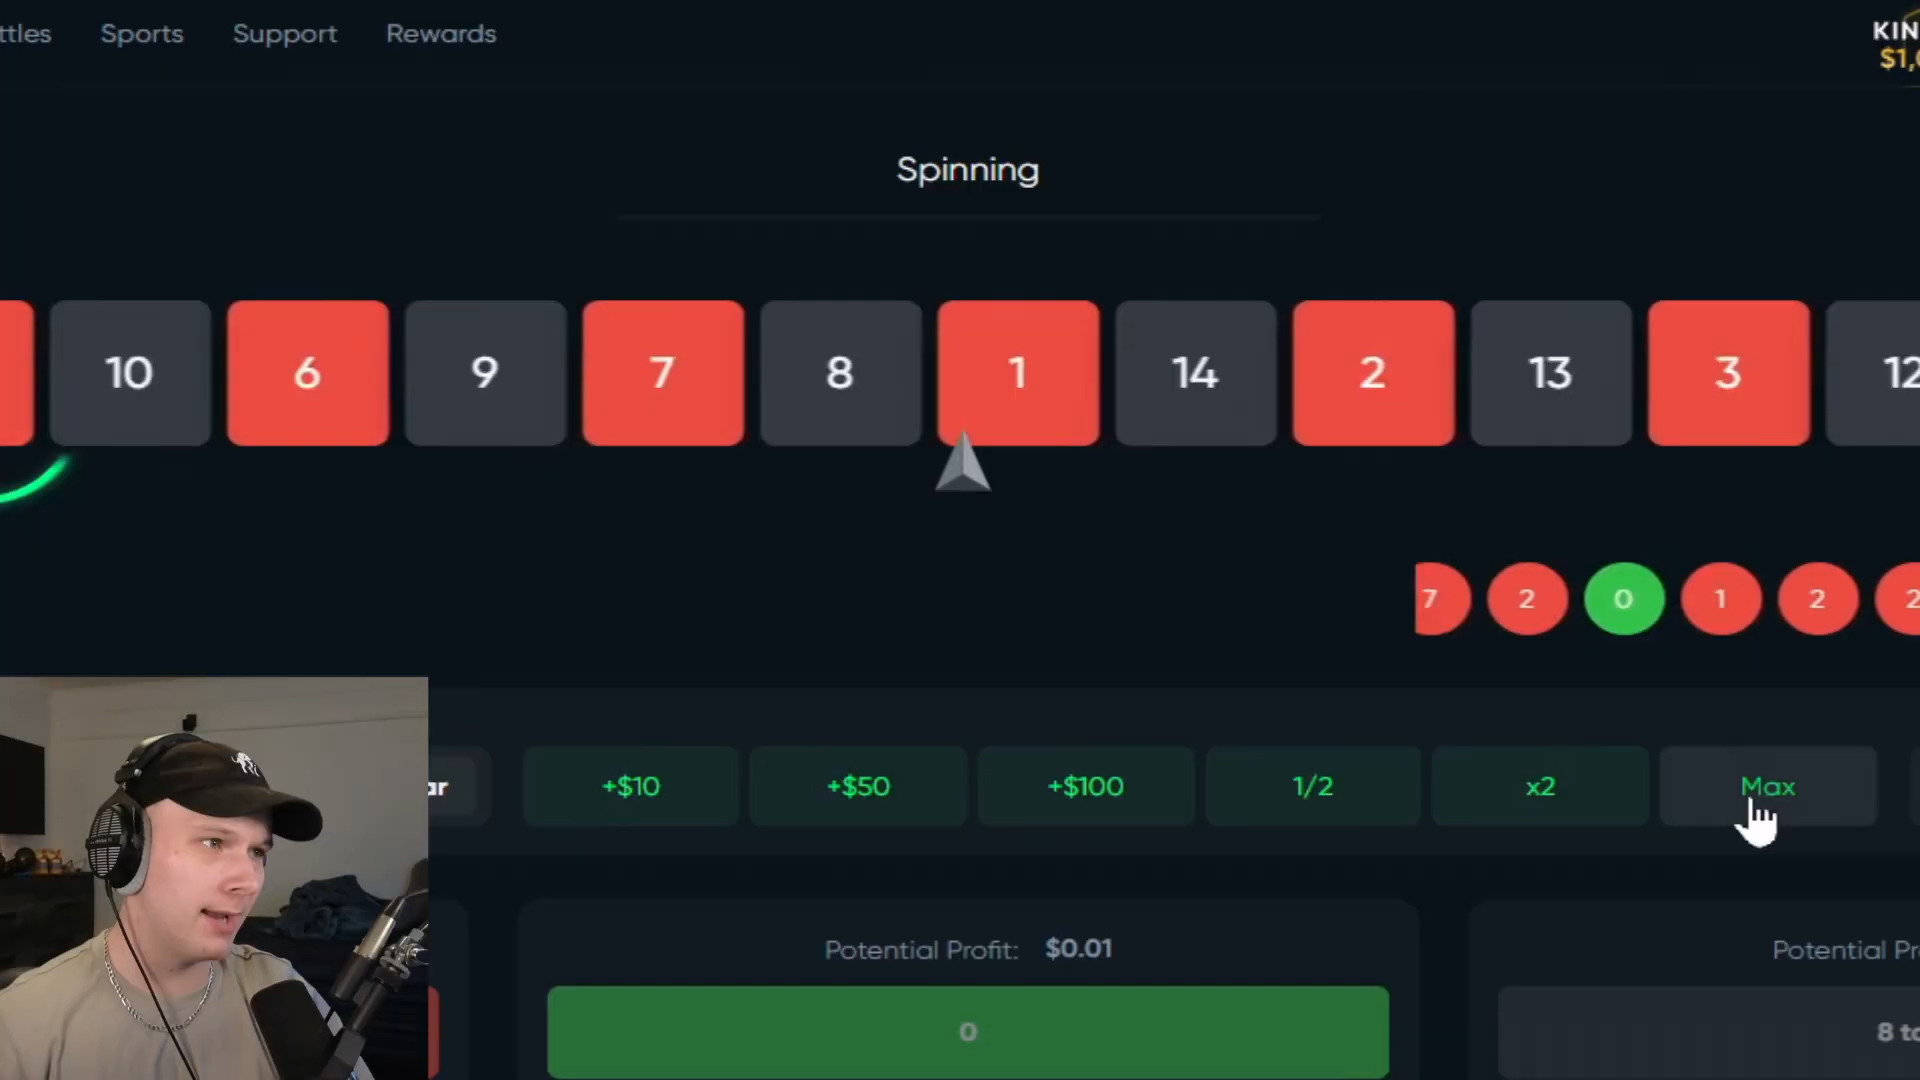 ttles Sports Support Rewards
KIN
$1,
Spinning
10 6 9 7 8 1 14 2 13 3 12
7 2 0 1 2 2
ar +$10 +$50 +$100 1/2 x2 Max
Potential Profit: $0.01
Potential Pr
0
8 to